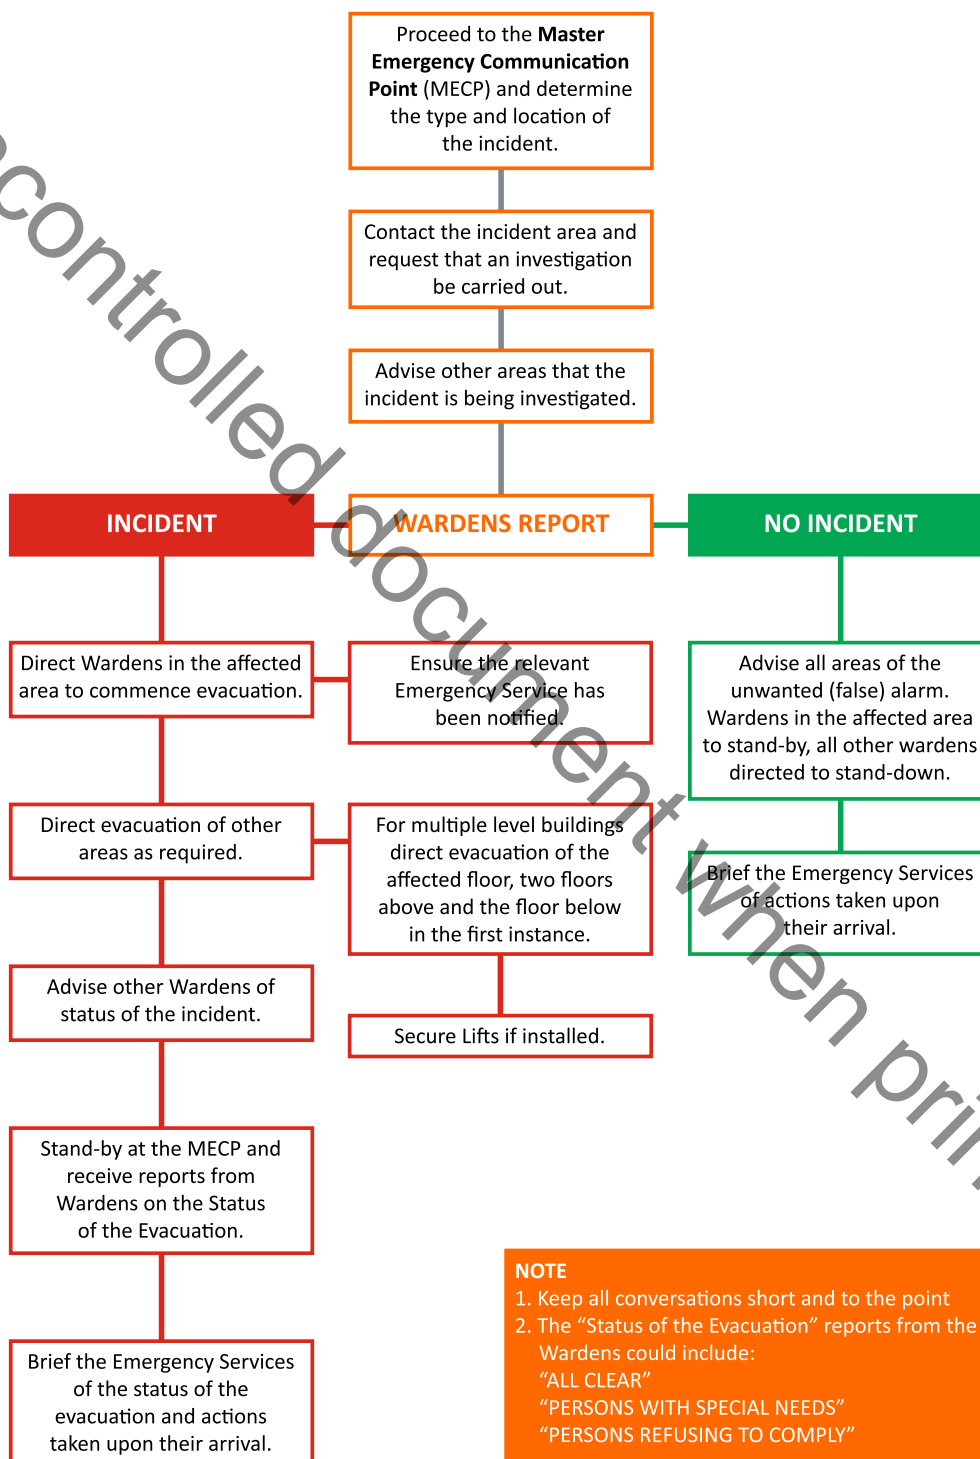 Proceed to the Master
Emergency Communication
Point (MECP) and determine
the type and location of
the incident.
Contact the incident area and
request that an investigation
be carried out.
Advise other areas that the
incident is being investigated.
INCIDENT
WARDENS REPORT
NO INCIDENT
Direct Wardens in the affected
area to commence evacuation.
Ensure the relevant
Emergency Service has
been notified.
Advise all areas of the
unwanted (false) alarm.
Wardens in the affected area
to stand-by, all other wardens
directed to stand-down.
Direct evacuation of other
areas as required.
For multiple level buildings
direct evacuation of the
affected floor, two floors
above and the floor below
in the first instance.
Brief the Emergency Services
of actions taken upon
their arrival.
Advise other Wardens of
status of the incident.
Secure Lifts if installed.
Stand-by at the MECP and
receive reports from
Wardens on the Status
of the Evacuation.
Brief the Emergency Services
of the status of the
evacuation and actions
taken upon their arrival.
NOTE
1. Keep all conversations short and to the point
2. The “Status of the Evacuation” reports from the
Wardens could include:
“ALL CLEAR”
“PERSONS WITH SPECIAL NEEDS”
“PERSONS REFUSING TO COMPLY”
controlled document when prin